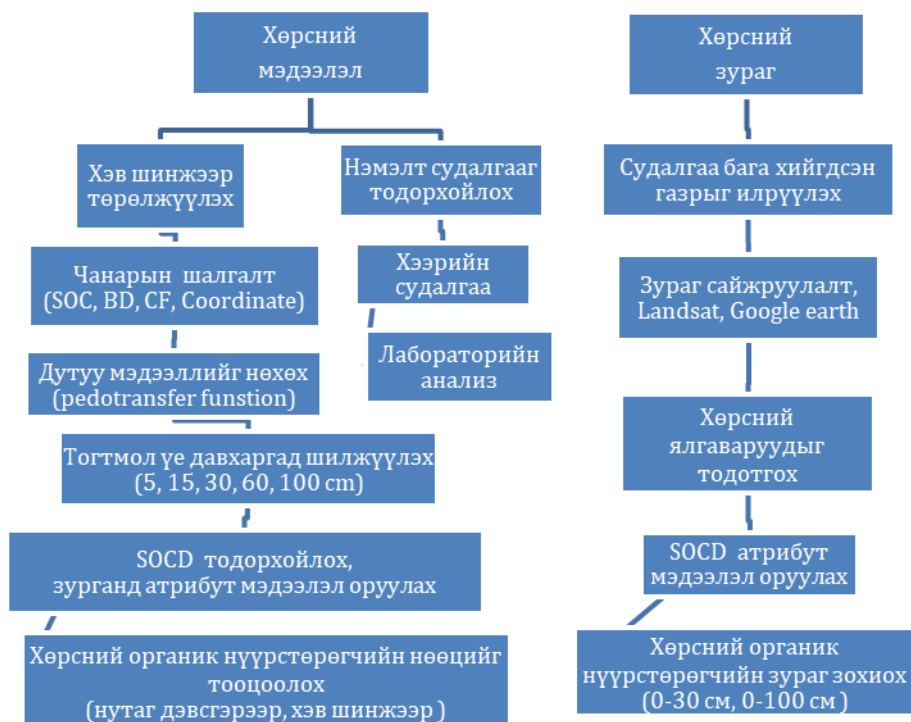 Хөрсний
мэдээлэл
Хэв шинжээр
төрөлжүүлэх
Чанарын шалгалт
(SOC, BD, CF, Coordinate)
Дутуу мэдээллийг нөхөх
(pedotransfer funstion)
Тогтмол үе давхаргад шилжүүлэх
(5, 15, 30, 60, 100 cm)
SOCD тодорхойлох,
зурганд атрибут мэдээлэл оруулах
Хөрсний органик нүүрстөрөгчийн нөөцийг
тооцоолох
(нутаг дэвсгэрээр, хэв шинжээр )
Нэмэлт судалгааг
тодорхойлох
Хээрийн
судалгаа
Лабораторийн
анализ
Хөрсний
зураг
Судалгаа бага хийгдсэн
газрыг илрүүлэх
Зураг сайжруулалт,
Landsat, Google earth
Хөрсний
ялгаваруудыг
тодотгох
SOCD атрибут
мэдээлэл оруулах
Хөрсний органик
нүүрстөрөгчийн зураг зохиох
(0-30 см, 0-100 см )